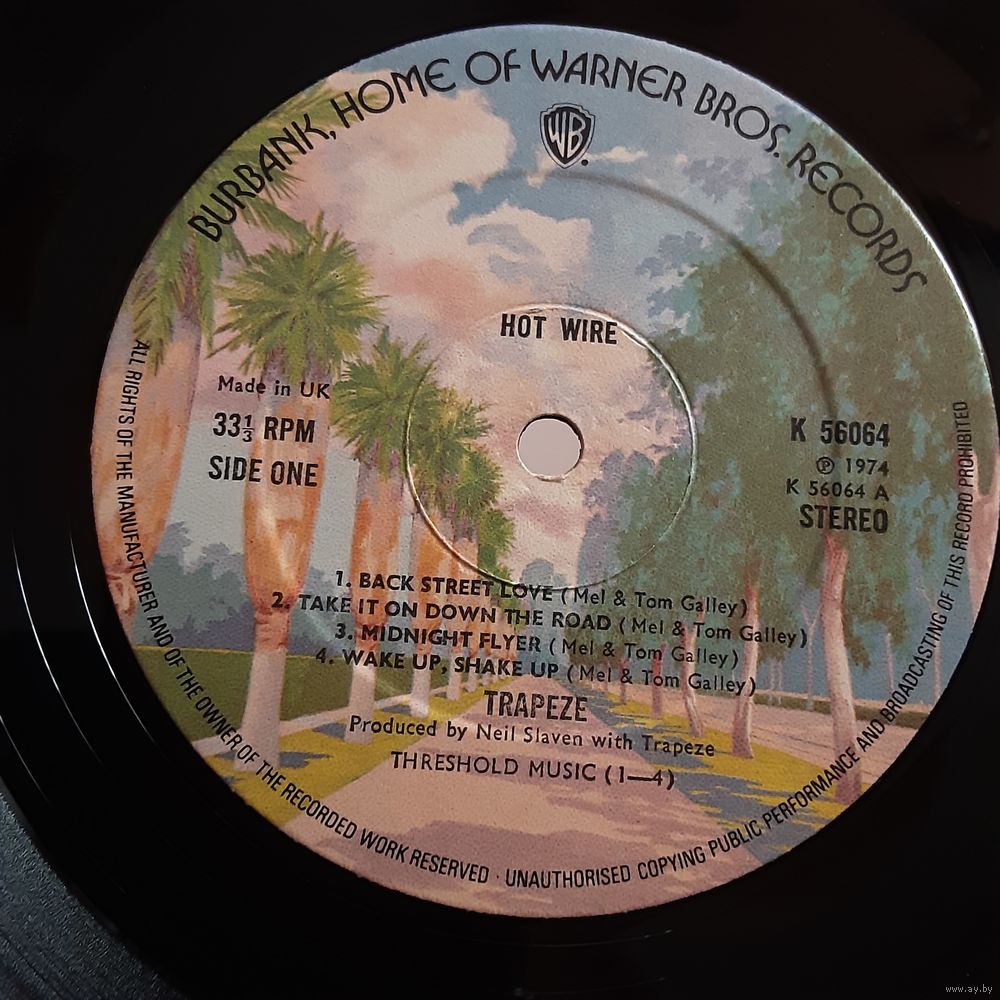 BURBANK, HOME OF WARNER BROS. RECORDS
WB
HOT WIRE
Made in UK
33⅓ RPM
SIDE ONE
K 56064
℗ 1974
K 56064 A
STEREO
1. BACK STREET LOVE (Mel & Tom Galley)
2. TAKE IT ON DOWN THE ROAD (Mel & Tom Galley)
3. MIDNIGHT FLYER (Mel & Tom Galley)
4. WAKE UP, SHAKE UP (Mel & Tom Galley)
TRAPEZE
Produced by Neil Slaven with Trapeze
THRESHOLD MUSIC (1—4)
ALL RIGHTS OF THE MANUFACTURER AND OF THE OWNER OF THE RECORDED WORK RESERVED · UNAUTHORISED COPYING PUBLIC PERFORMANCE AND BROADCASTING OF THIS RECORD PROHIBITED
www.ay.by